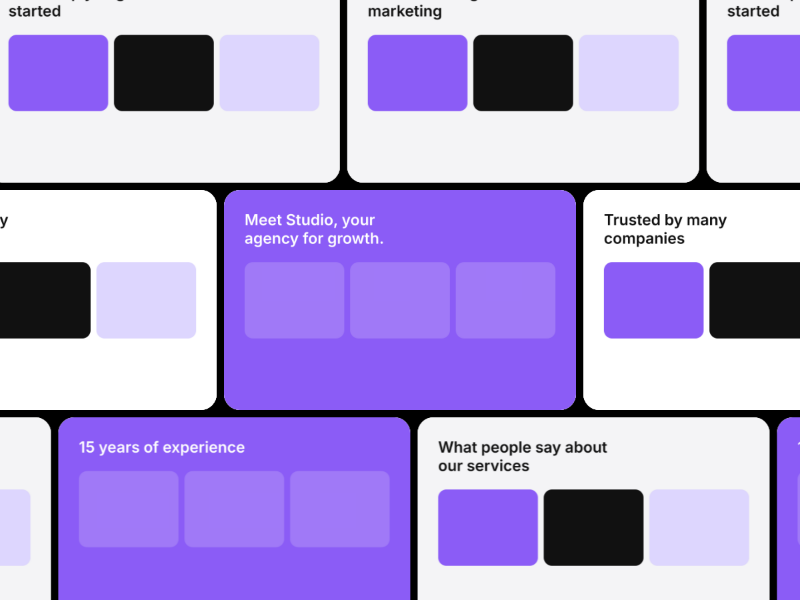 started
marketing
started
y
Meet Studio, your
agency for growth.
Trusted by many
companies
15 years of experience
What people say about
our services